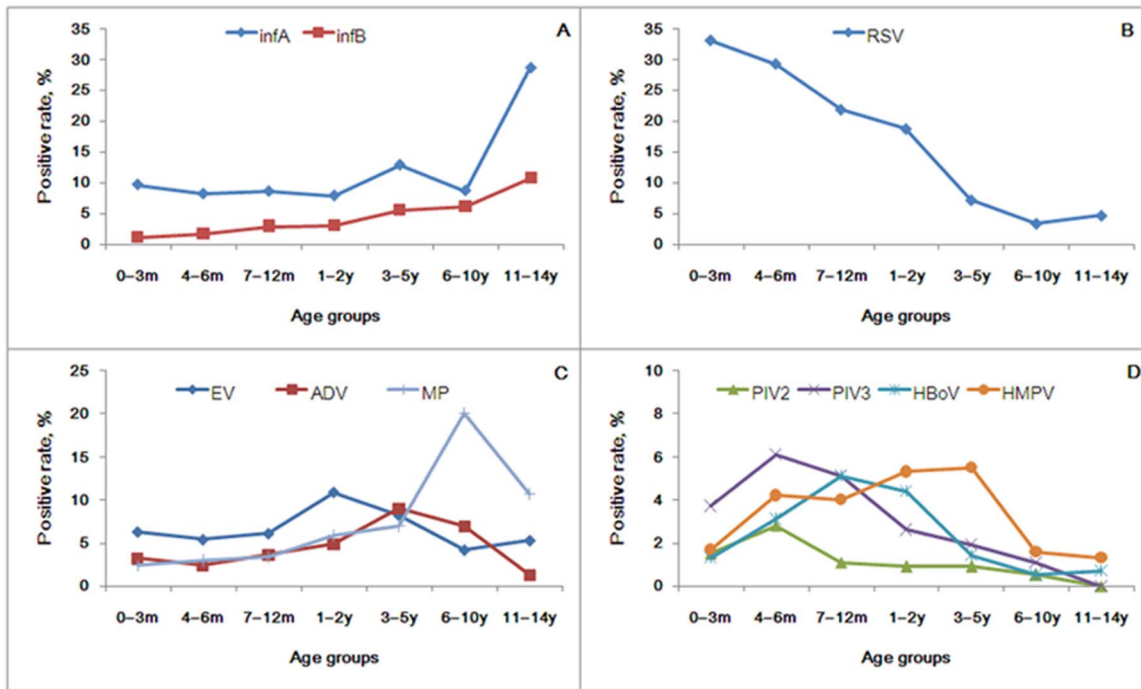 infA infB A
Positive rate, %
35
30
25
20
15
10
5
0
0–3m 4–6m 7–12m 1–2y 3–5y 6–10y 11–14y
Age groups
RSV B
Positive rate, %
35
30
25
20
15
10
5
0
0–3m 4–6m 7–12m 1–2y 3–5y 6–10y 11–14y
Age groups
EV ADV MP C
Positive rate, %
25
20
15
10
5
0
0–3m 4–6m 7–12m 1–2y 3–5y 6–10y 11–14y
Age groups
PIV2 PIV3 HBoV HMPV D
Positive rate, %
10
8
6
4
2
0
0–3m 4–6m 7–12m 1–2y 3–5y 6–10y 11–14y
Age groups